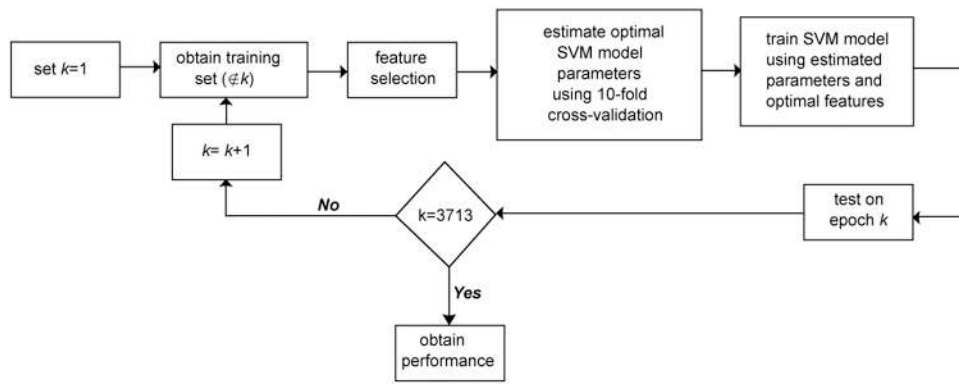 set k=1
obtain training
set (∉k)
feature
selection
estimate optimal
SVM model
parameters
using 10-fold
cross-validation
train SVM model
using estimated
parameters and
optimal features
k= k+1
No
k=3713
test on
epoch k
Yes
obtain
performance